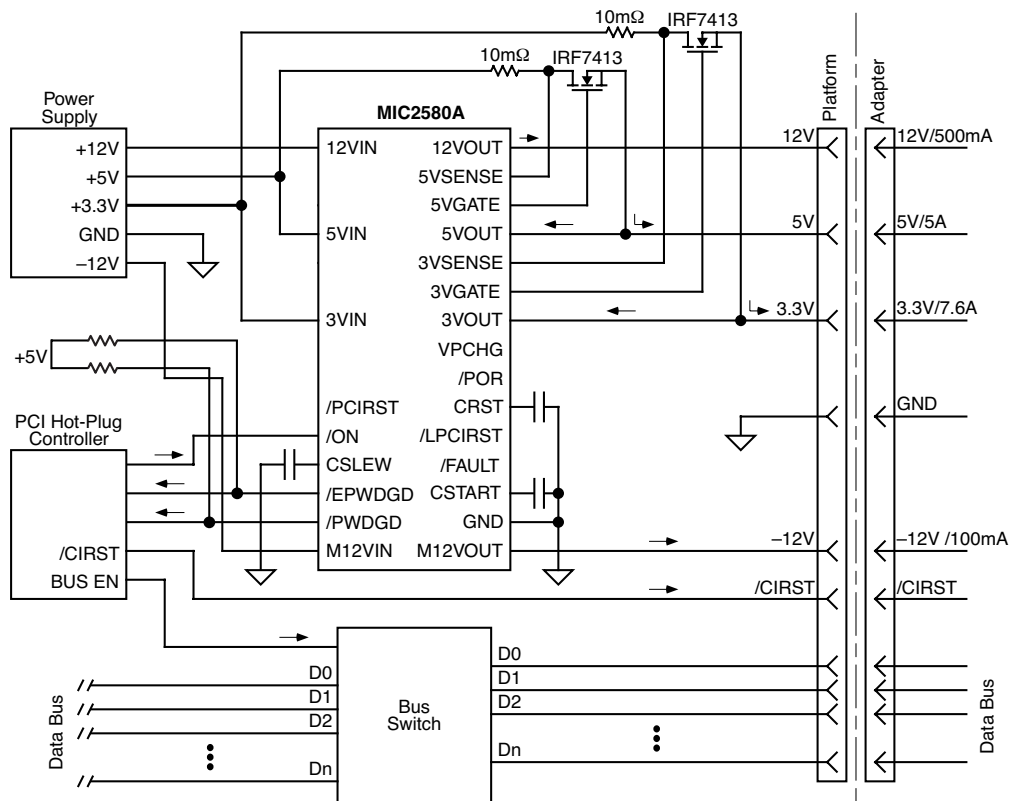 10mΩ
IRF7413
10mΩ
IRF7413
Platform
Adapter
Power
Supply
+12V
+5V
+3.3V
GND
–12V
MIC2580A
12VIN
5VIN
3VIN
/PCIRST
/ON
CSLEW
/EPWDGD
/PWDGD
M12VIN
12VOUT
5VSENSE
5VGATE
5VOUT
3VSENSE
3VGATE
3VOUT
VPCHG
/POR
CRST
/LPCIRST
/FAULT
CSTART
GND
M12VOUT
12V
5V
3.3V
–12V
/CIRST
12V/500mA
5V/5A
3.3V/7.6A
GND
–12V /100mA
/CIRST
+5V
PCI Hot-Plug
Controller
/CIRST
BUS EN
Data Bus
D0
D1
D2
Dn
Bus
Switch
D0
D1
D2
Dn
Data Bus